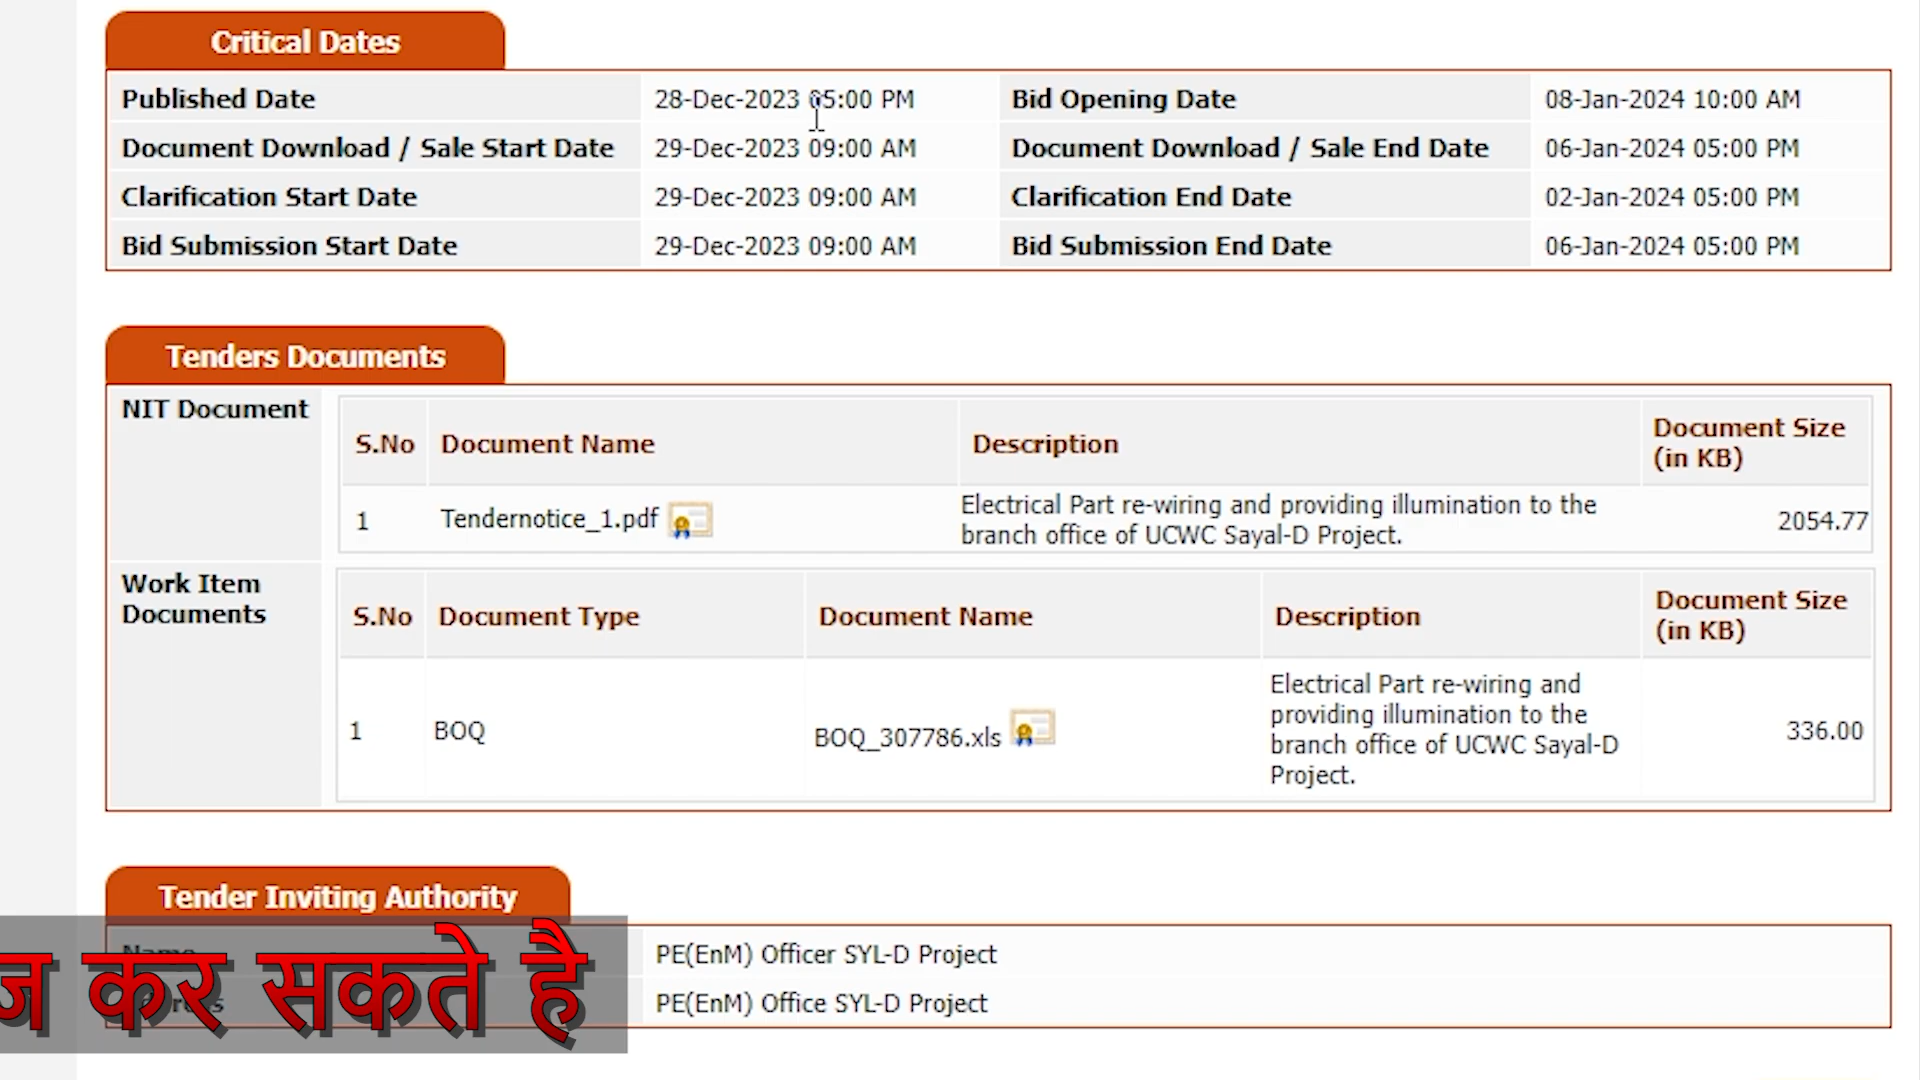 Critical Dates
Published Date 28-Dec-2023 05:00 PM Bid Opening Date 08-Jan-2024 10:00 AM
Document Download / Sale Start Date 29-Dec-2023 09:00 AM Document Download / Sale End Date 06-Jan-2024 05:00 PM
Clarification Start Date 29-Dec-2023 09:00 AM Clarification End Date 02-Jan-2024 05:00 PM
Bid Submission Start Date 29-Dec-2023 09:00 AM Bid Submission End Date 06-Jan-2024 05:00 PM
Tenders Documents
NIT Document
S.No Document Name Description Document Size (in KB)
1 Tendernotice_1.pdf Electrical Part re-wiring and providing illumination to the
branch office of UCWC Sayal-D Project. 2054.77
Work Item
Documents
S.No Document Type Document Name Description Document Size (in KB)
1 BOQ BOQ_307786.xls Electrical Part re-wiring and
providing illumination to the
branch office of UCWC Sayal-D
Project. 336.00
Tender Inviting Authority
Name PE(EnM) Officer SYL-D Project
PE(EnM) Office SYL-D Project
कर सकते है